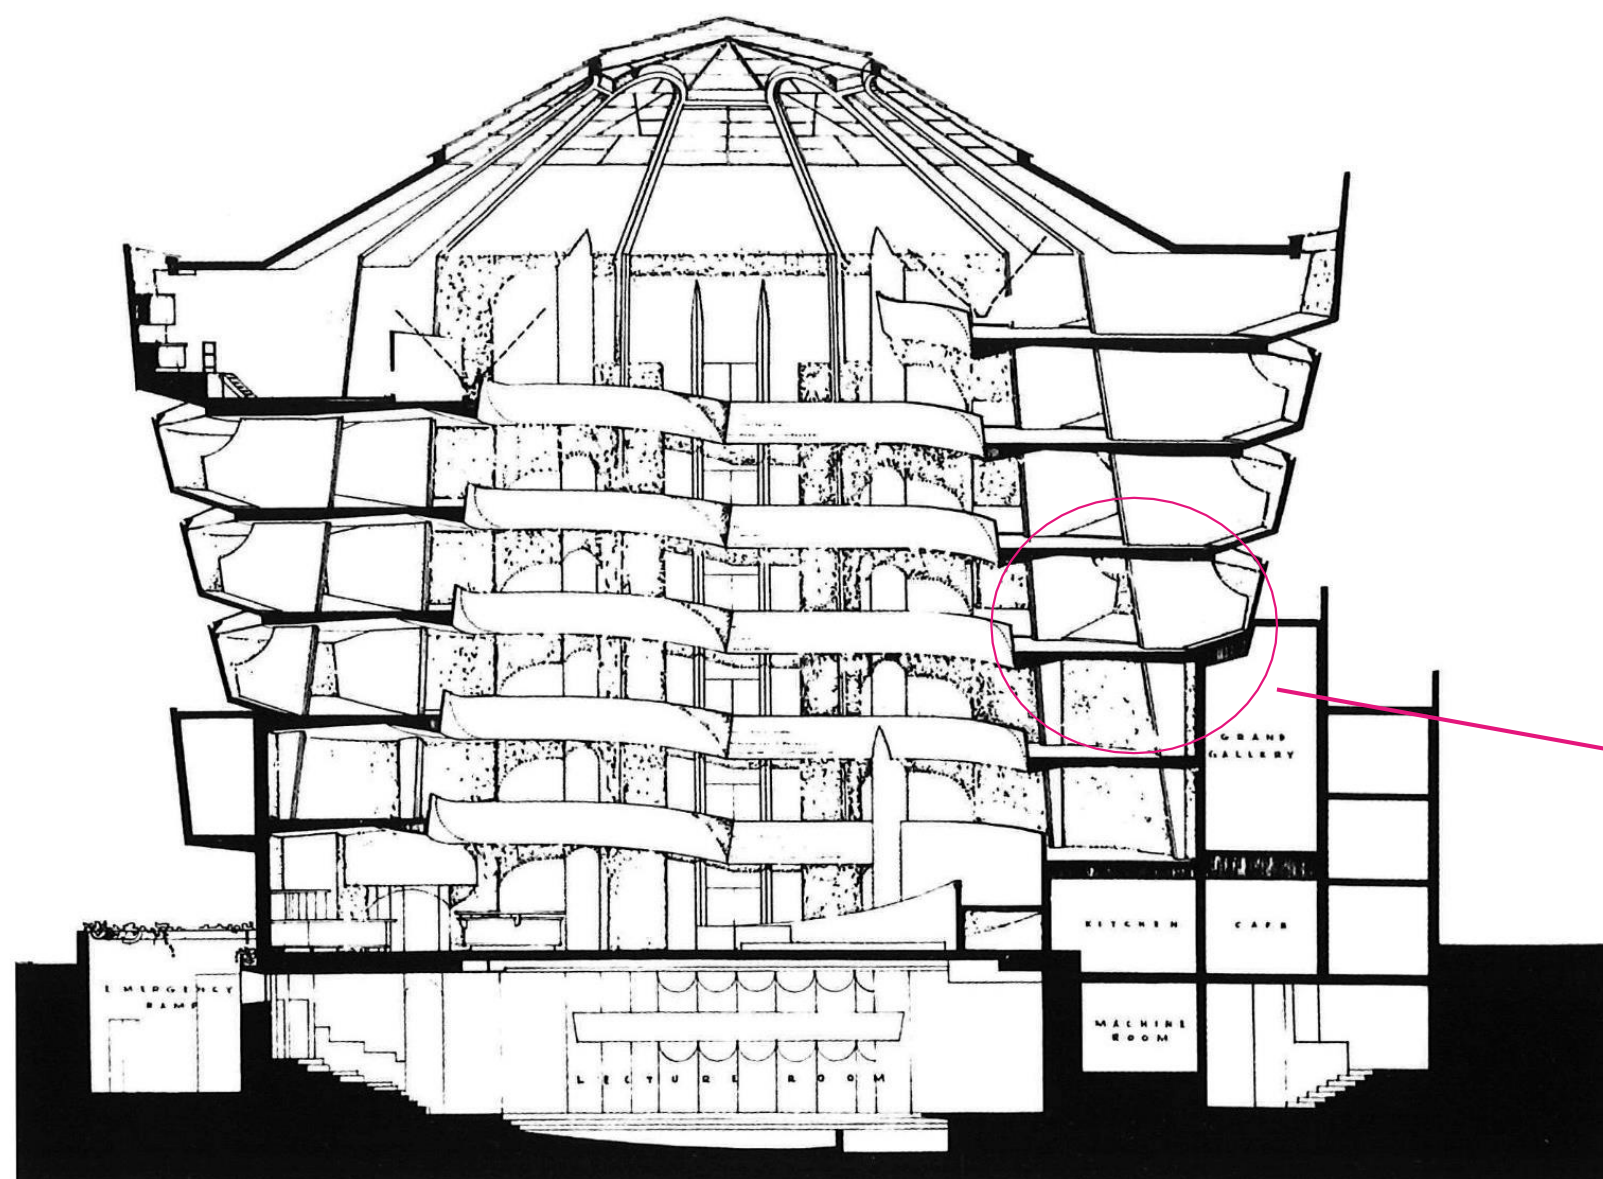 GRAND
GALLERY
KITCHEN
CAFE
EMERGENCY
RAMP
MACHINE
ROOM
LECTURE ROOM